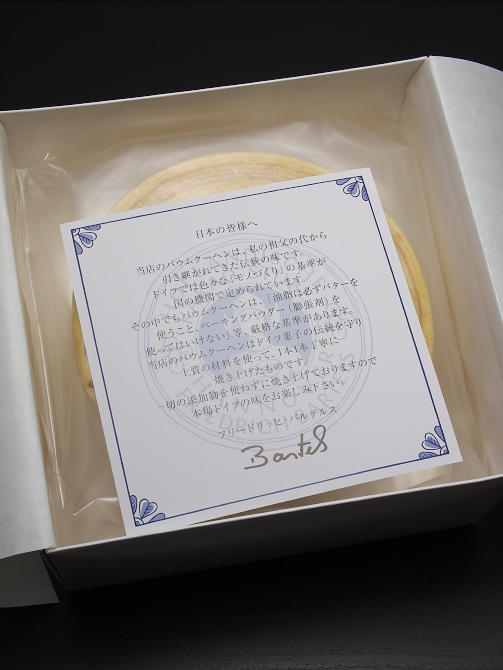 日本の皆様へ
当店のバウムクーヘンは、私の祖父の代から
引き継がれてきた伝統の味です。
ドイツでは色々な「モノづくり」の基準が
国の機関で定められています。
その中でもバウムクーヘンは、「油脂は必ずバターを
使うこと、ベーキングパウダー（膨張剤）を
使ってはいけない」等、厳格な基準があります。
当店のバウムクーヘンはドイツ菓子の伝統を守り
上質の材料を使って、1本1本丁寧に
焼き上げたものです。
一切の添加物を使わずに焼き上げておりますので
本場ドイツの味をお楽しみ下さい。
フリードリッヒ・バルテルス
Bartels